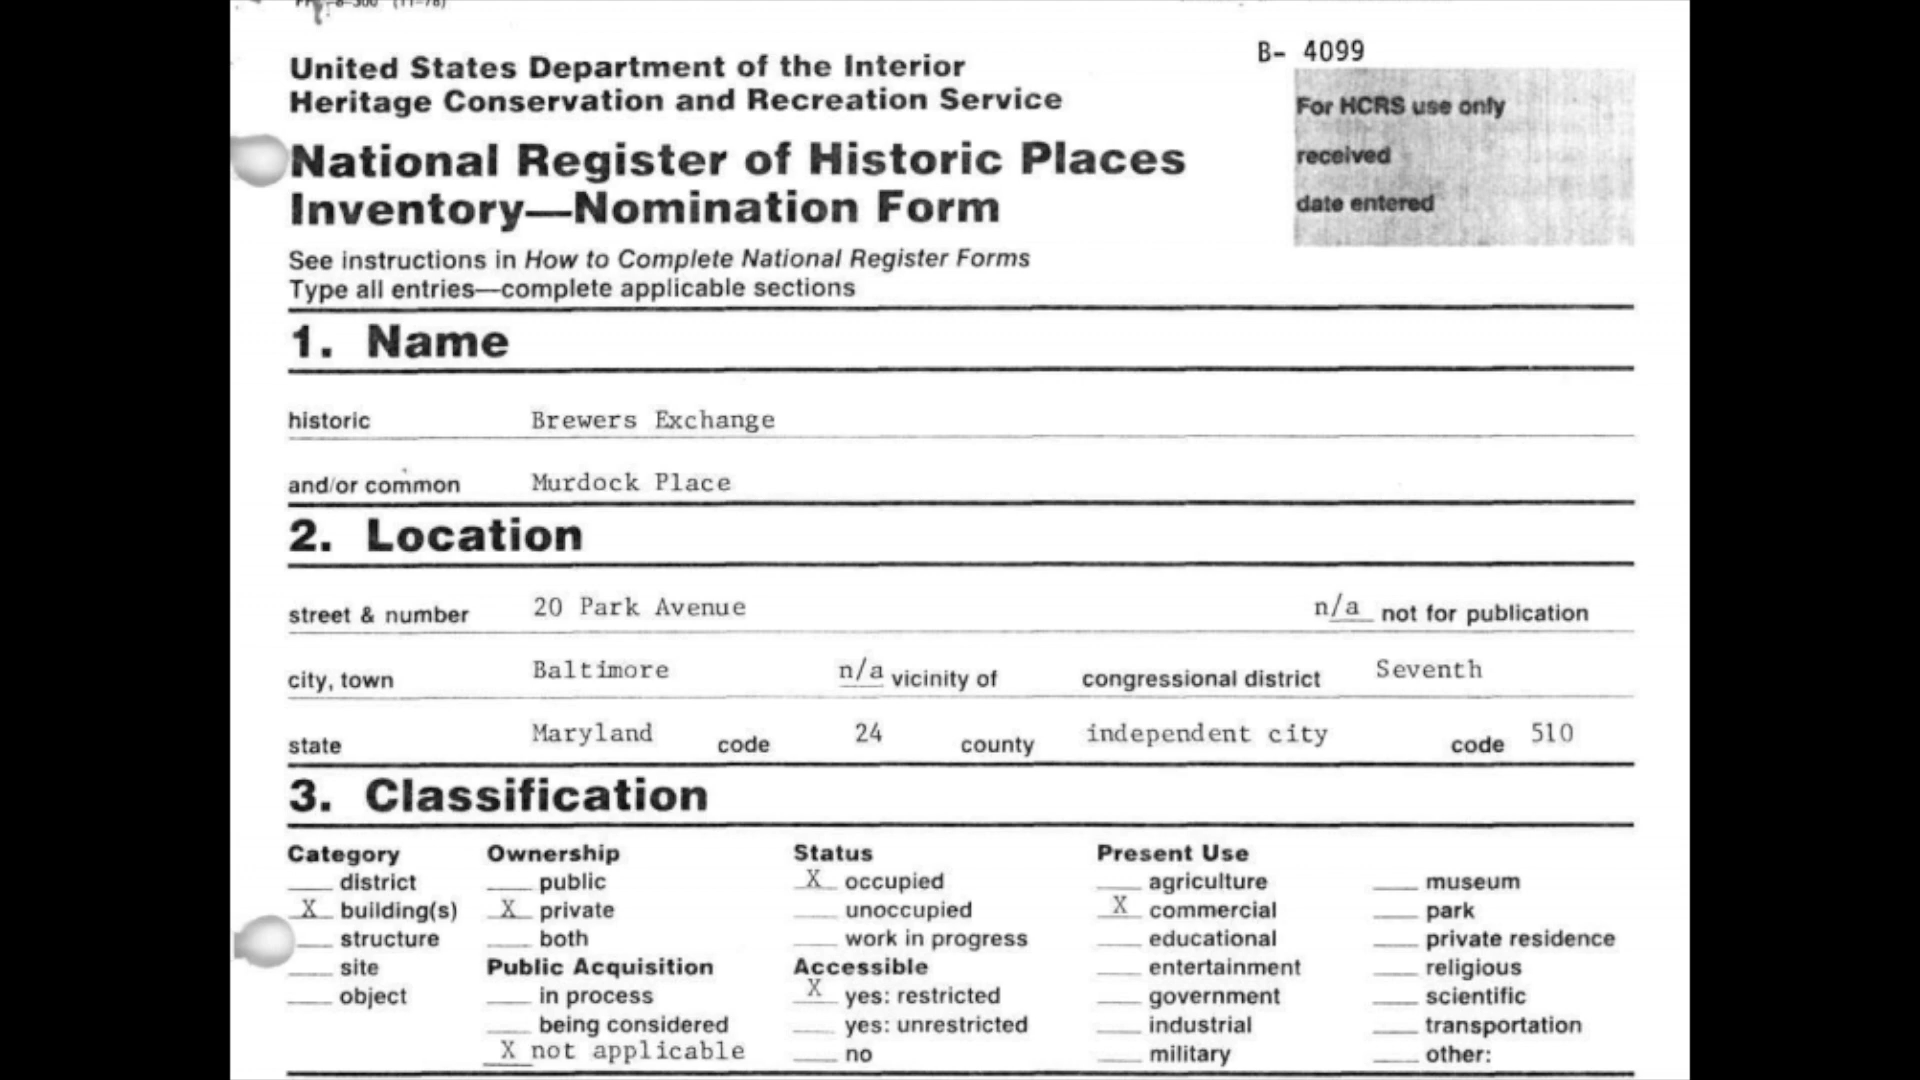 B- 4099
United States Department of the Interior
Heritage Conservation and Recreation Service
For HCRS use only
received
date entered
National Register of Historic Places
Inventory—Nomination Form
See instructions in How to Complete National Register Forms
Type all entries—complete applicable sections
1. Name
historic Brewers Exchange
and/or common Murdock Place
2. Location
street & number 20 Park Avenue n/a not for publication
city, town Baltimore n/a vicinity of congressional district Seventh
state Maryland code 24 county independent city code 510
3. Classification
Category Ownership Status Present Use
district public X occupied agriculture museum
X building(s) X private unoccupied X commercial park
structure both work in progress educational private residence
site Public Acquisition Accessible entertainment religious
object in process X yes: restricted government scientific
being considered yes: unrestricted industrial transportation
X not applicable no military other: